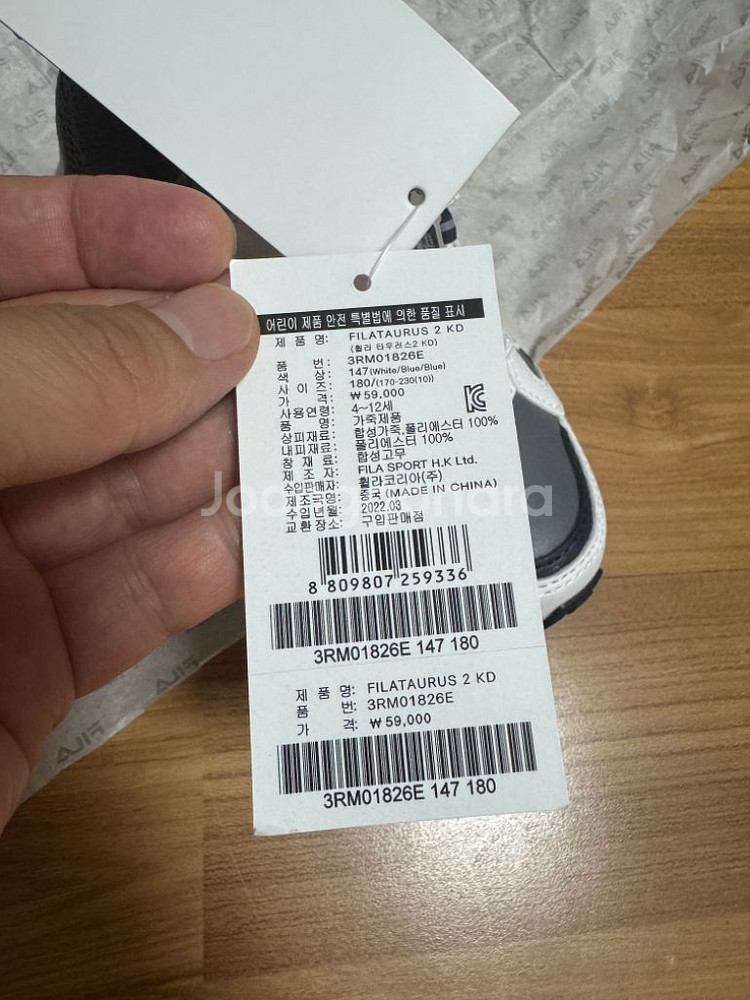 어린이 제품 안전 특별법에 의한 품질 표시
제 품 명: FILATAURUS 2 KD
(휠라 타우러스2 KD)
품 번: 3RM01826E
색 상: 147(White/Blue/Blue)
사 이 즈: 180/(170-230(10))
가 격: ₩ 59,000
사용연령: 4~12세
품 명: 가죽제품
상피재료: 합성가죽,폴리에스터 100%
내피재료: 폴리에스터 100%
창 재 료: 합성고무
제 조 자: FILA SPORT H.K Ltd.
수입판매자: 휠라코리아(주)
제조국명: 중국 (MADE IN CHINA)
수입년월: 2022.03
교환 장소: 구입판매점
8 809807 259336
3RM01826E 147 180
제 품 명: FILATAURUS 2 KD
품 번: 3RM01826E
가 격: ₩ 59,000
3RM01826E 147 180
FILA